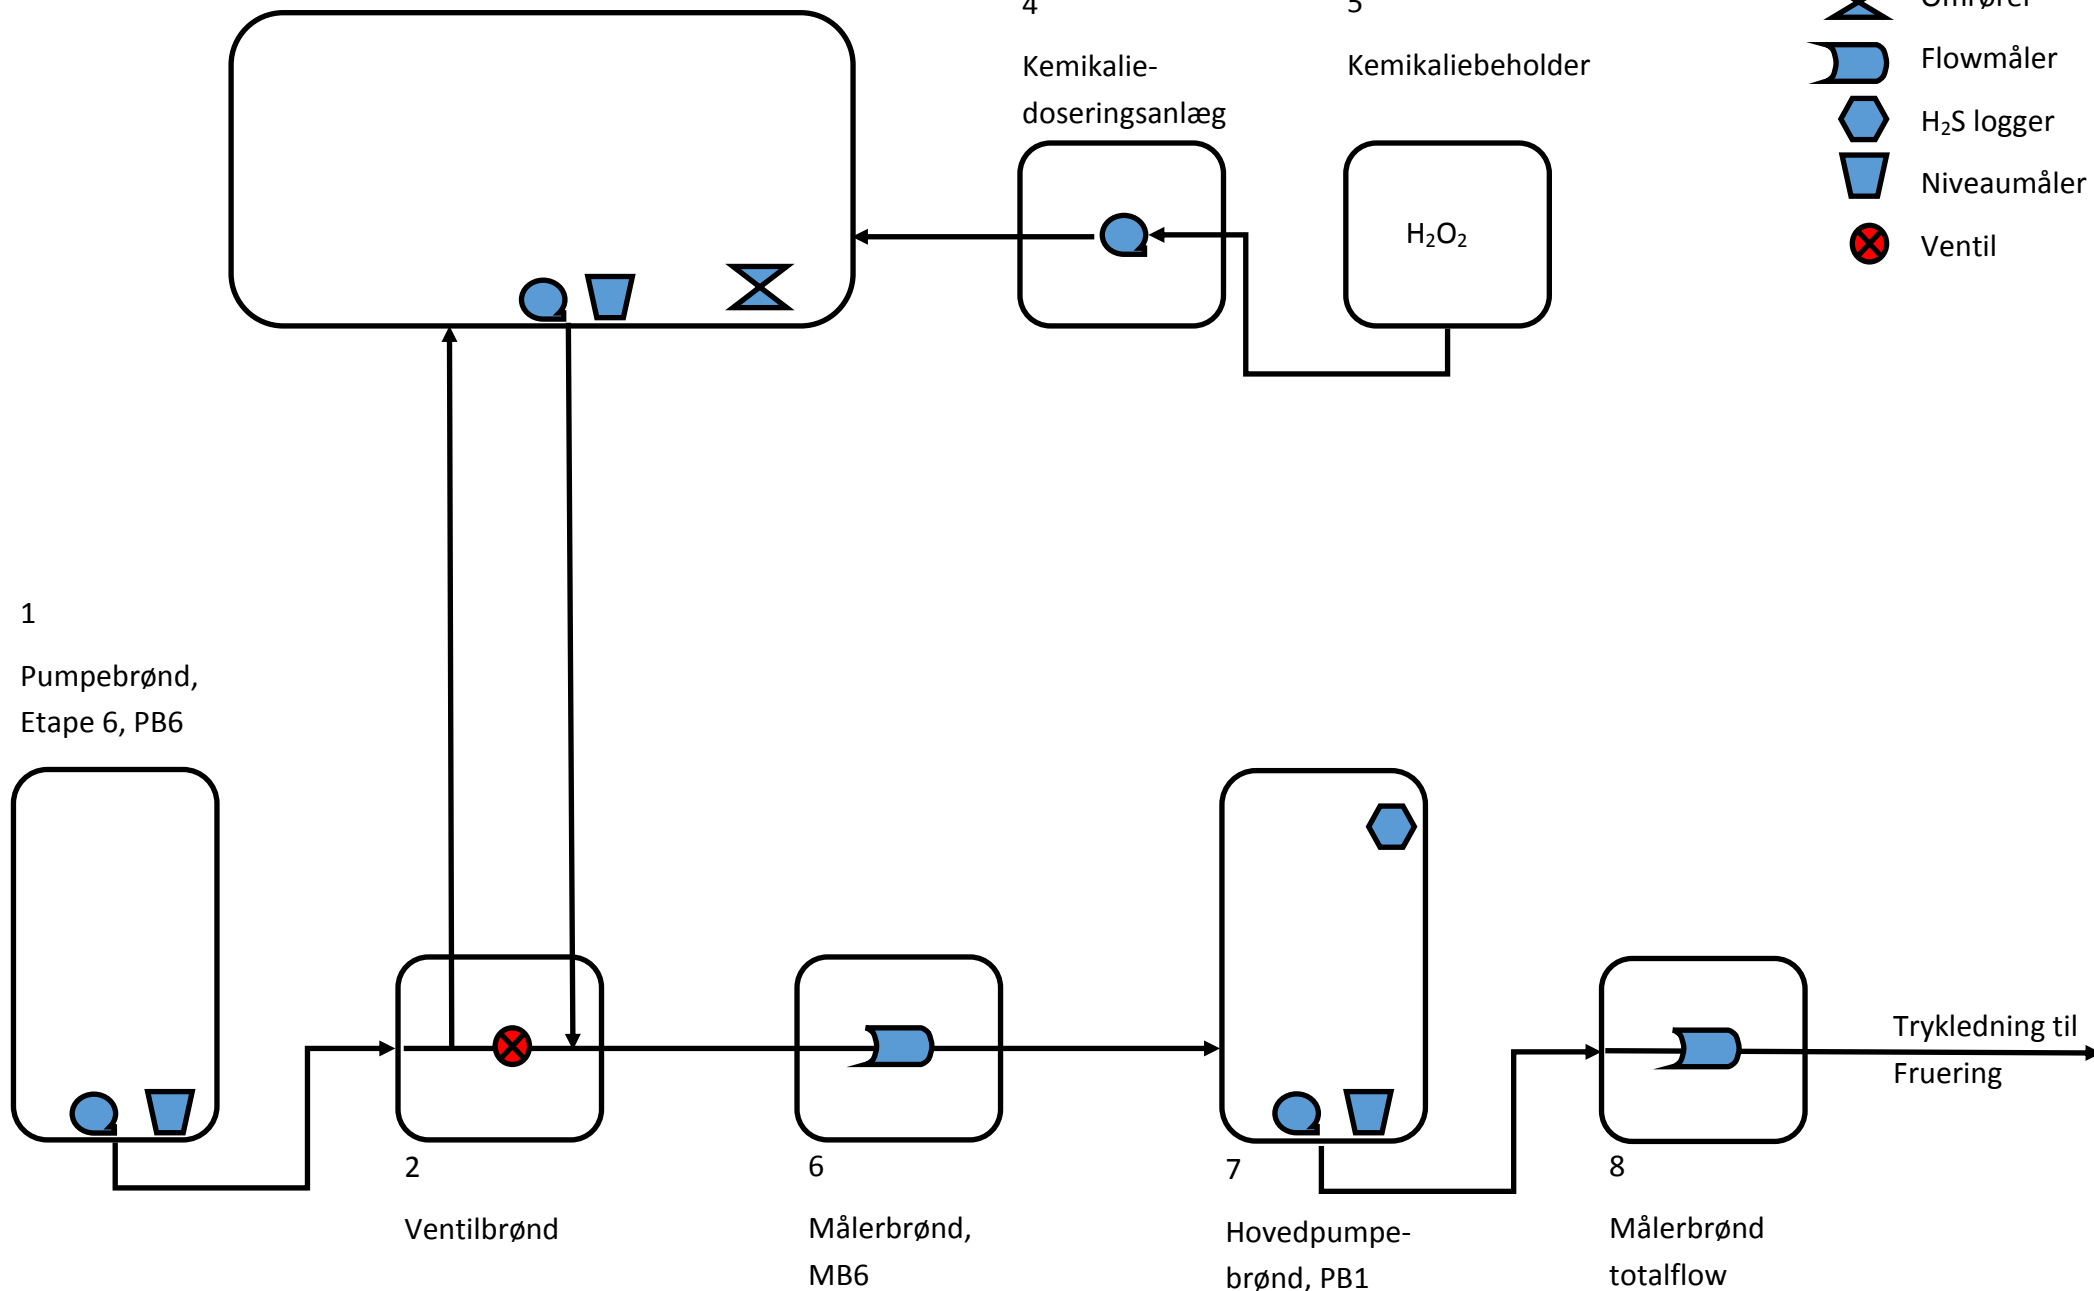 4
5
Omrører
Kemikalie-
doseringsanlæg
Kemikaliebeholder
Flowmåler
H₂S logger
Niveaumåler
Ventil
H₂O₂
1
Pumpebrønd,
Etape 6, PB6
Trykledning til
Fruering
2
Ventilbrønd
6
Målerbrønd,
MB6
7
Hovedpumpe-
brønd, PB1
8
Målerbrønd
totalflow